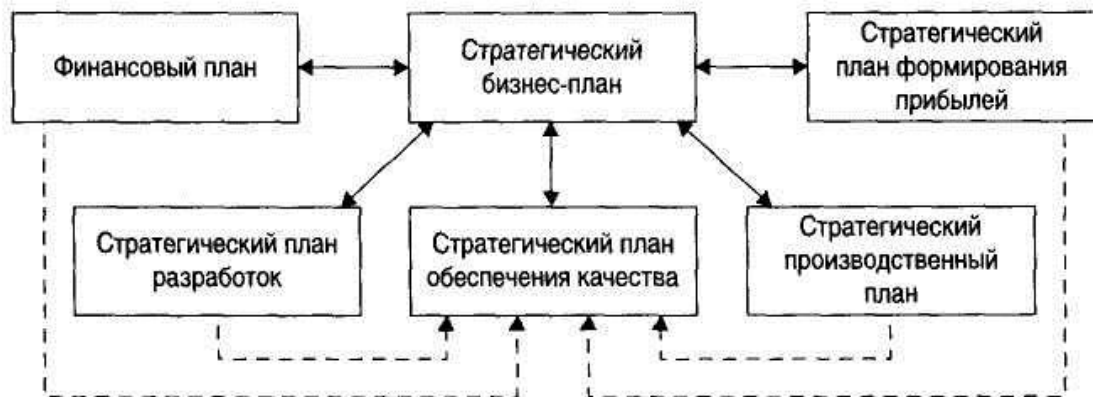 Финансовый план
Стратегический
бизнес-план
Стратегический
план формирования
прибылей
Стратегический план
разработок
Стратегический план
обеспечения качества
Стратегический
производственный
план